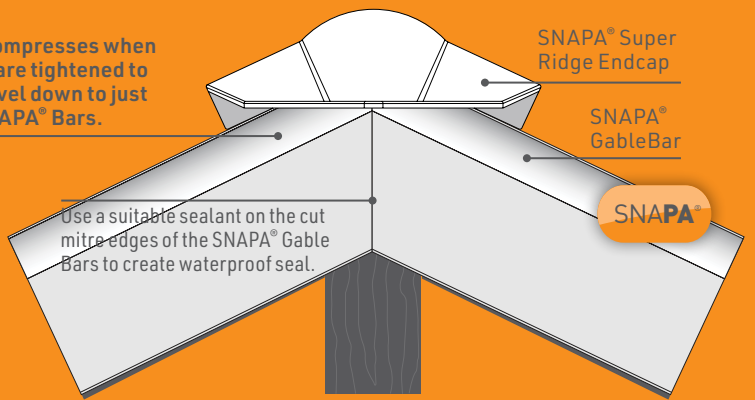 ompresses when
are tightened to
vel down to just
APA® Bars.
SNAPA® Super
Ridge Endcap
SNAPA®
GableBar
SNAPA®
Use a suitable sealant on the cut
mitre edges of the SNAPA® Gable
Bars to create waterproof seal.